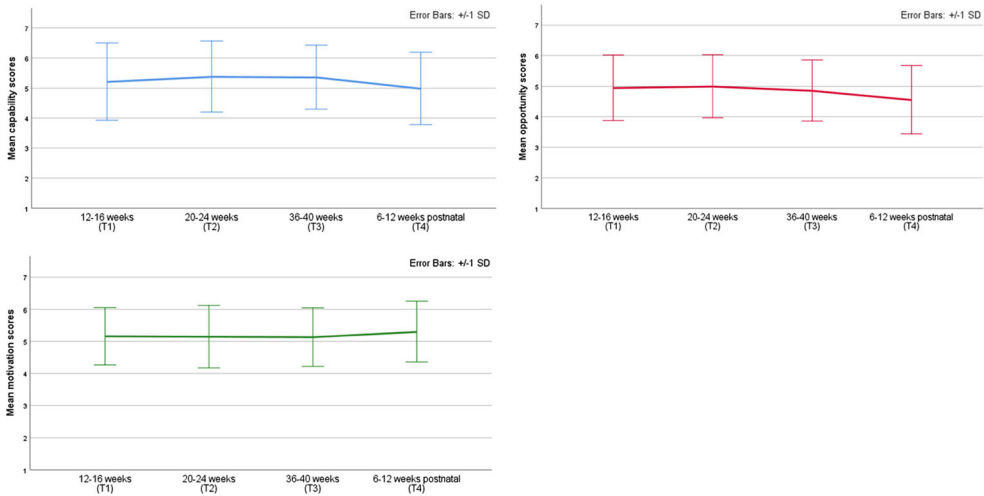 Error Bars: +/-1 SD
Mean capability scores
7
6
5
4
3
2
1
12-16 weeks
(T1)
20-24 weeks
(T2)
36-40 weeks
(T3)
6-12 weeks postnatal
(T4)
Error Bars: +/-1 SD
Mean opportunity scores
7
6
5
4
3
2
1
12-16 weeks
(T1)
20-24 weeks
(T2)
36-40 weeks
(T3)
6-12 weeks postnatal
(T4)
Error Bars: +/-1 SD
Mean motivation scores
7
6
5
4
3
2
1
12-16 weeks
(T1)
20-24 weeks
(T2)
36-40 weeks
(T3)
6-12 weeks postnatal
(T4)